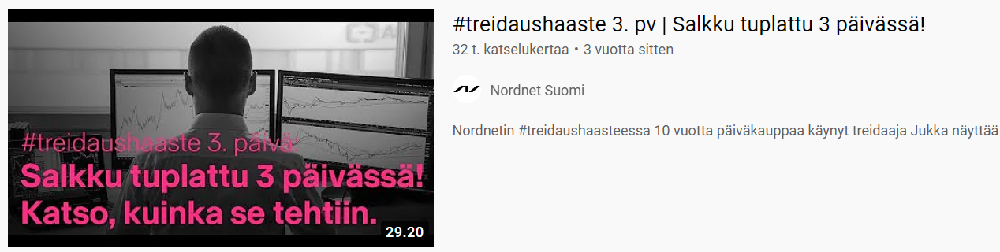 #treidaushaaste 3. päivä:
Salkku tuplattu 3 päivässä!
Katso, kuinka se tehtiin.
29.20
#treidaushaaste 3. pv | Salkku tuplattu 3 päivässä!
32 t. katselukertaa • 3 vuotta sitten
Nordnet Suomi
Nordnetin #treidaushaasteessa 10 vuotta päiväkauppaa käynyt treidaaja Jukka näyttää